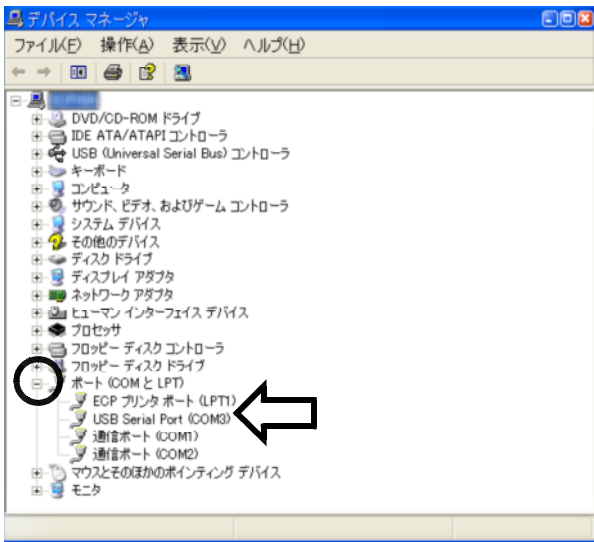 デバイス マネージャ
ファイル(F) 操作(A) 表示(V) ヘルプ(H)
DVD/CD-ROM ドライブ
IDE ATA/ATAPI コントローラ
USB (Universal Serial Bus) コントローラ
キーボード
コンピュータ
サウンド、ビデオ、およびゲーム コントローラ
システム デバイス
その他のデバイス
ディスク ドライブ
ディスプレイ アダプタ
ネットワーク アダプタ
ヒューマン インターフェイス デバイス
プロセッサ
フロッピー ディスク コントローラ
フロッピー ディスク ドライブ
ポート (COM と LPT)
ECP プリンタ ポート (LPT1)
USB Serial Port (COM3)
通信ポート (COM1)
通信ポート (COM2)
マウスとそのほかのポインティング デバイス
モニタ